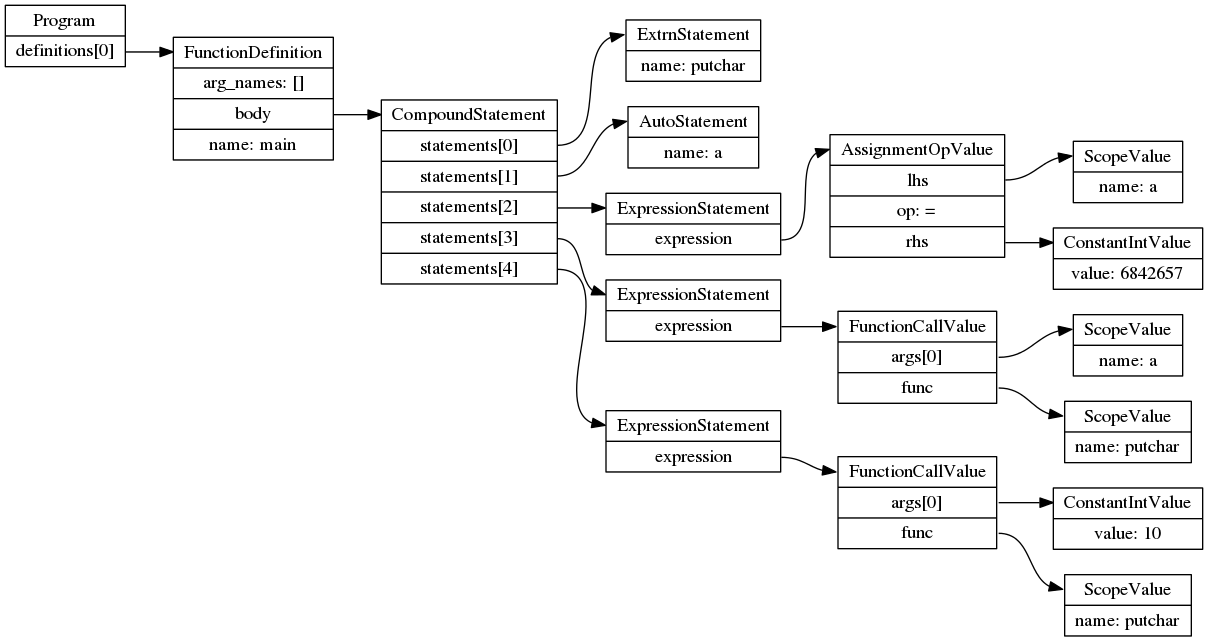 Program
definitions[0]
FunctionDefinition
arg_names: []
body
name: main
CompoundStatement
statements[0]
statements[1]
statements[2]
statements[3]
statements[4]
ExtrnStatement
name: putchar
AutoStatement
name: a
ExpressionStatement
expression
ExpressionStatement
expression
ExpressionStatement
expression
AssignmentOpValue
lhs
op: =
rhs
FunctionCallValue
args[0]
func
FunctionCallValue
args[0]
func
ScopeValue
name: a
ConstantIntValue
value: 6842657
ScopeValue
name: a
ScopeValue
name: putchar
ConstantIntValue
value: 10
ScopeValue
name: putchar